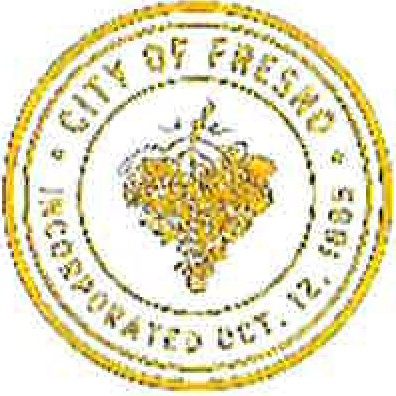 CITY OF FRESNO
INCORPORATED OCT. 12, 1885